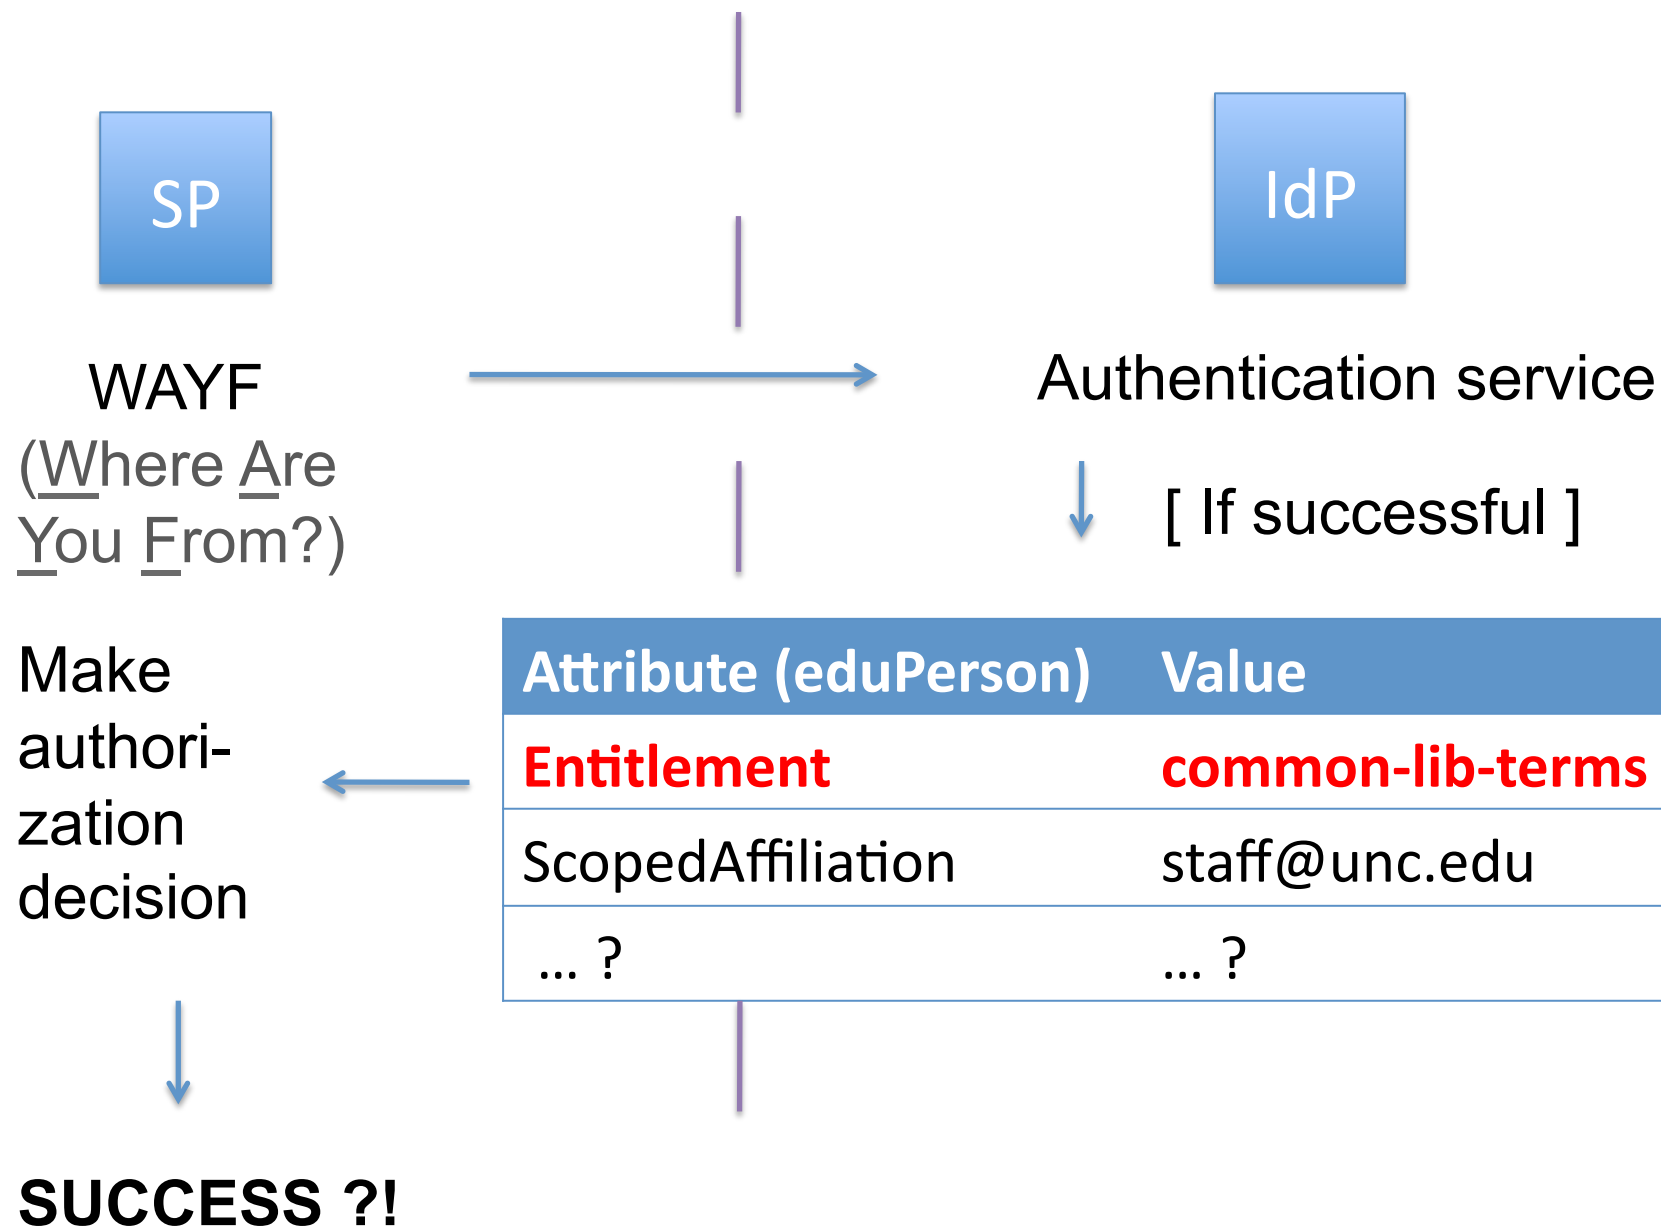 SP
IdP
WAYF
(Where Are
You From?)
Authentication service
[ If successful ]
Make
authori-
zation
decision
Attribute (eduPerson) Value
Entitlement common-lib-terms
ScopedAffiliation staff@unc.edu
... ? ... ?
SUCCESS ?!